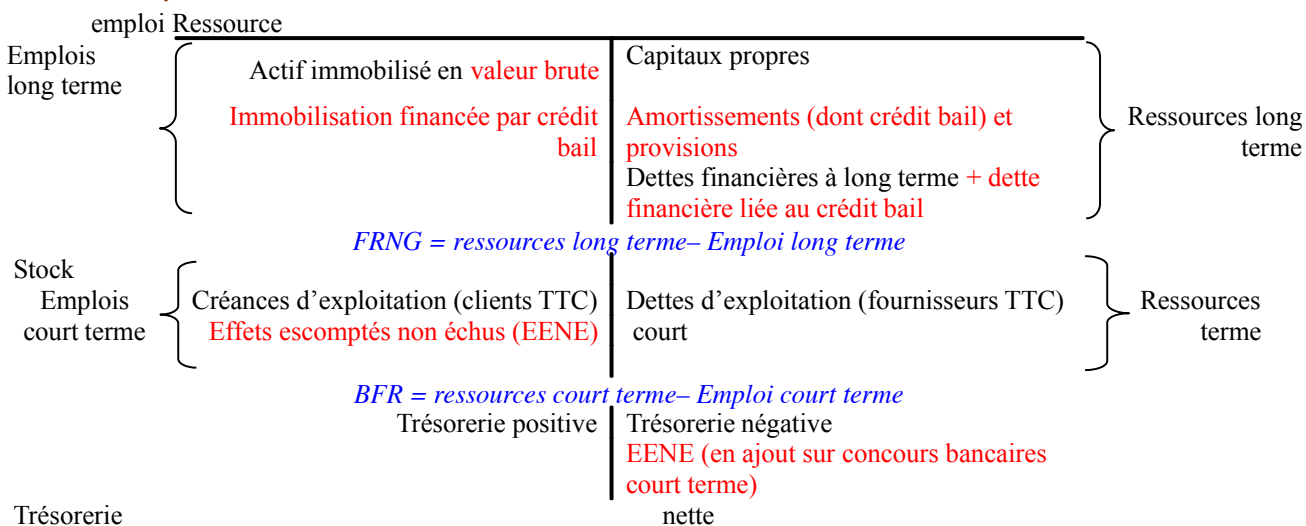 emploi Ressource
Emplois
long terme
Actif immobilisé en valeur brute
Immobilisation financée par crédit
bail
Capitaux propres
Amortissements (dont crédit bail) et
provisions
Dettes financières à long terme + dette
financière liée au crédit bail
Ressources long
terme
FRNG = ressources long terme– Emploi long terme
Stock
Emplois
court terme
Créances d’exploitation (clients TTC)
Effets escomptés non échus (EENE)
Dettes d’exploitation (fournisseurs TTC)
court
Ressources
terme
BFR = ressources court terme– Emploi court terme
Trésorerie positive
Trésorerie négative
EENE (en ajout sur concours bancaires
court terme)
Trésorerie nette